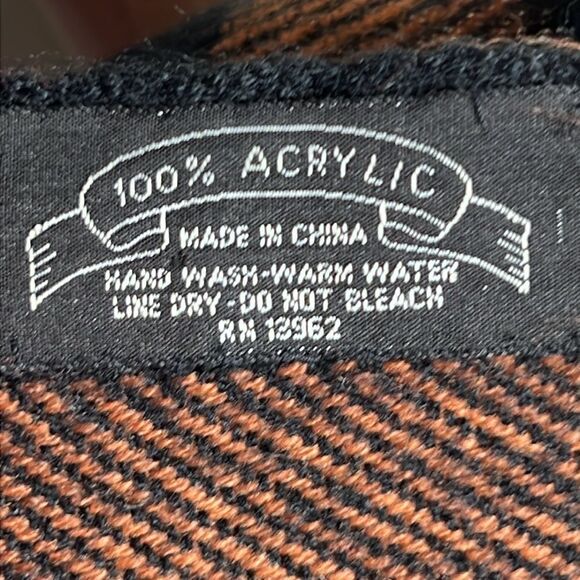 100% ACRYLIC
MADE IN CHINA
HAND WASH-WARM WATER
LINE DRY-DO NOT BLEACH
RN 13962